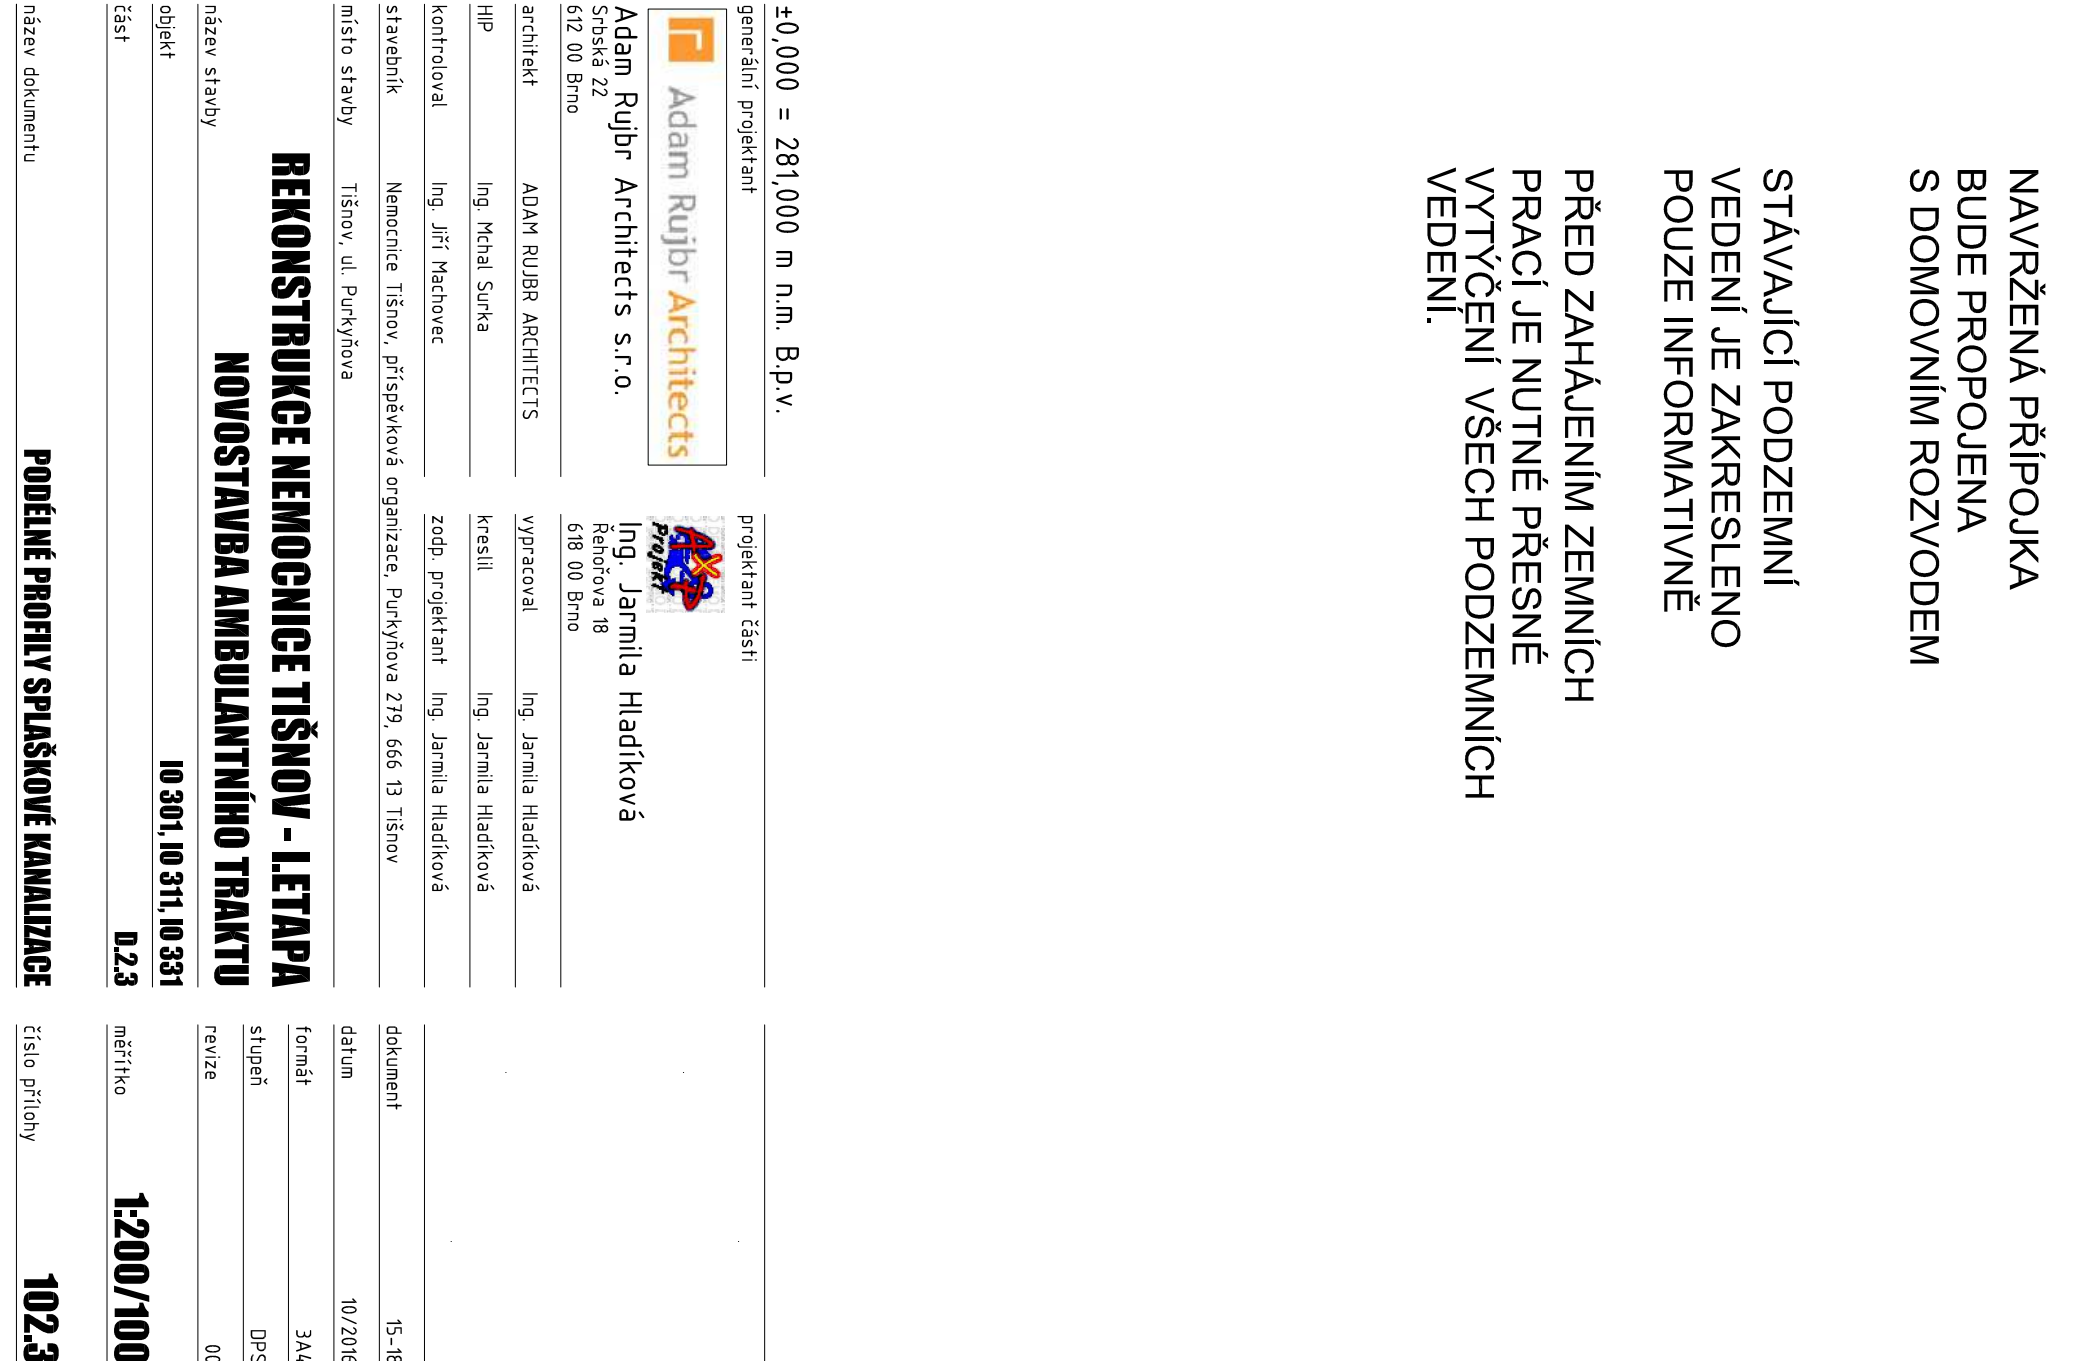 NAVRŽENÁ PŘÍPOJKA
BUDE PROPOJENA
S DOMOVNÍM ROZVODEM
STÁVAJÍCÍ PODZEMNÍ
VEDENÍ JE ZAKRESLENO
POUZE INFORMATIVNĚ
PŘED ZAHÁJENÍM ZEMNÍCH
PRACÍ JE NUTNÉ PŘESNÉ
VYTÝČENÍ VŠECH PODZEMNÍCH
VEDENÍ.
±0,000 = 281,000 m n.m. B.p.v.
generální projektant
Adam Rujbr Architects
Adam Rujbr Architects s.r.o.
Srbská 22
612 00 Brno
projektant části
AXP
Projekt
Ing. Jarmila Hladíková
Řehořova 18
618 00 Brno
architekt ADAM RUJBR ARCHITECTS vypracoval Ing. Jarmila Hladíková
HIP Ing. Mchal Surka kreslil Ing. Jarmila Hladíková
kontroloval Ing. Jiří Machovec zodp. projektant Ing. Jarmila Hladíková
stavebník Nemocnice Tišnov, příspěvková organizace, Purkyňova 279, 666 13 Tišnov
dokument 15-18
místo stavby Tišnov, ul. Purkyňova
datum 10/2016
REKONSTRUKCE NEMOCNICE TIŠNOV - I.ETAPA
formát 3A4
název stavby NOVOSTAVBA AMBULANTNÍHO TRAKTU
stupeň DPS
revize 00
objekt IO 301, IO 311, IO 331
část D.2.3
měřítko 1:200/100
název dokumentu PODÉLNÉ PROFILY SPLAŠKOVÉ KANALIZACE
číslo přílohy 102.3